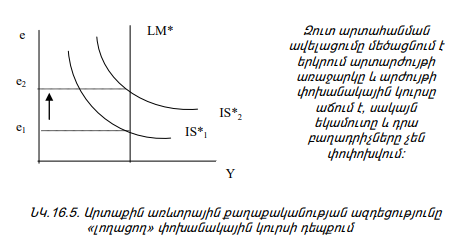 e
LM*
e2
IS*2
e1
IS*1
Y
Զուտ արտահանման
ավելացումը մեծացնում է
երկրում արտարժույթի
առաջարկը և արժույթի
փոխանակային կուրսը
աճում է, սակայն
եկամուտը և դրա
բաղադրիչները չեն
փոփոխվում:
ՆԿ.16.5. Արտաքին առևտրային քաղաքականության ազդեցությունը
«լողացող» փոխանակային կուրսի դեպքում